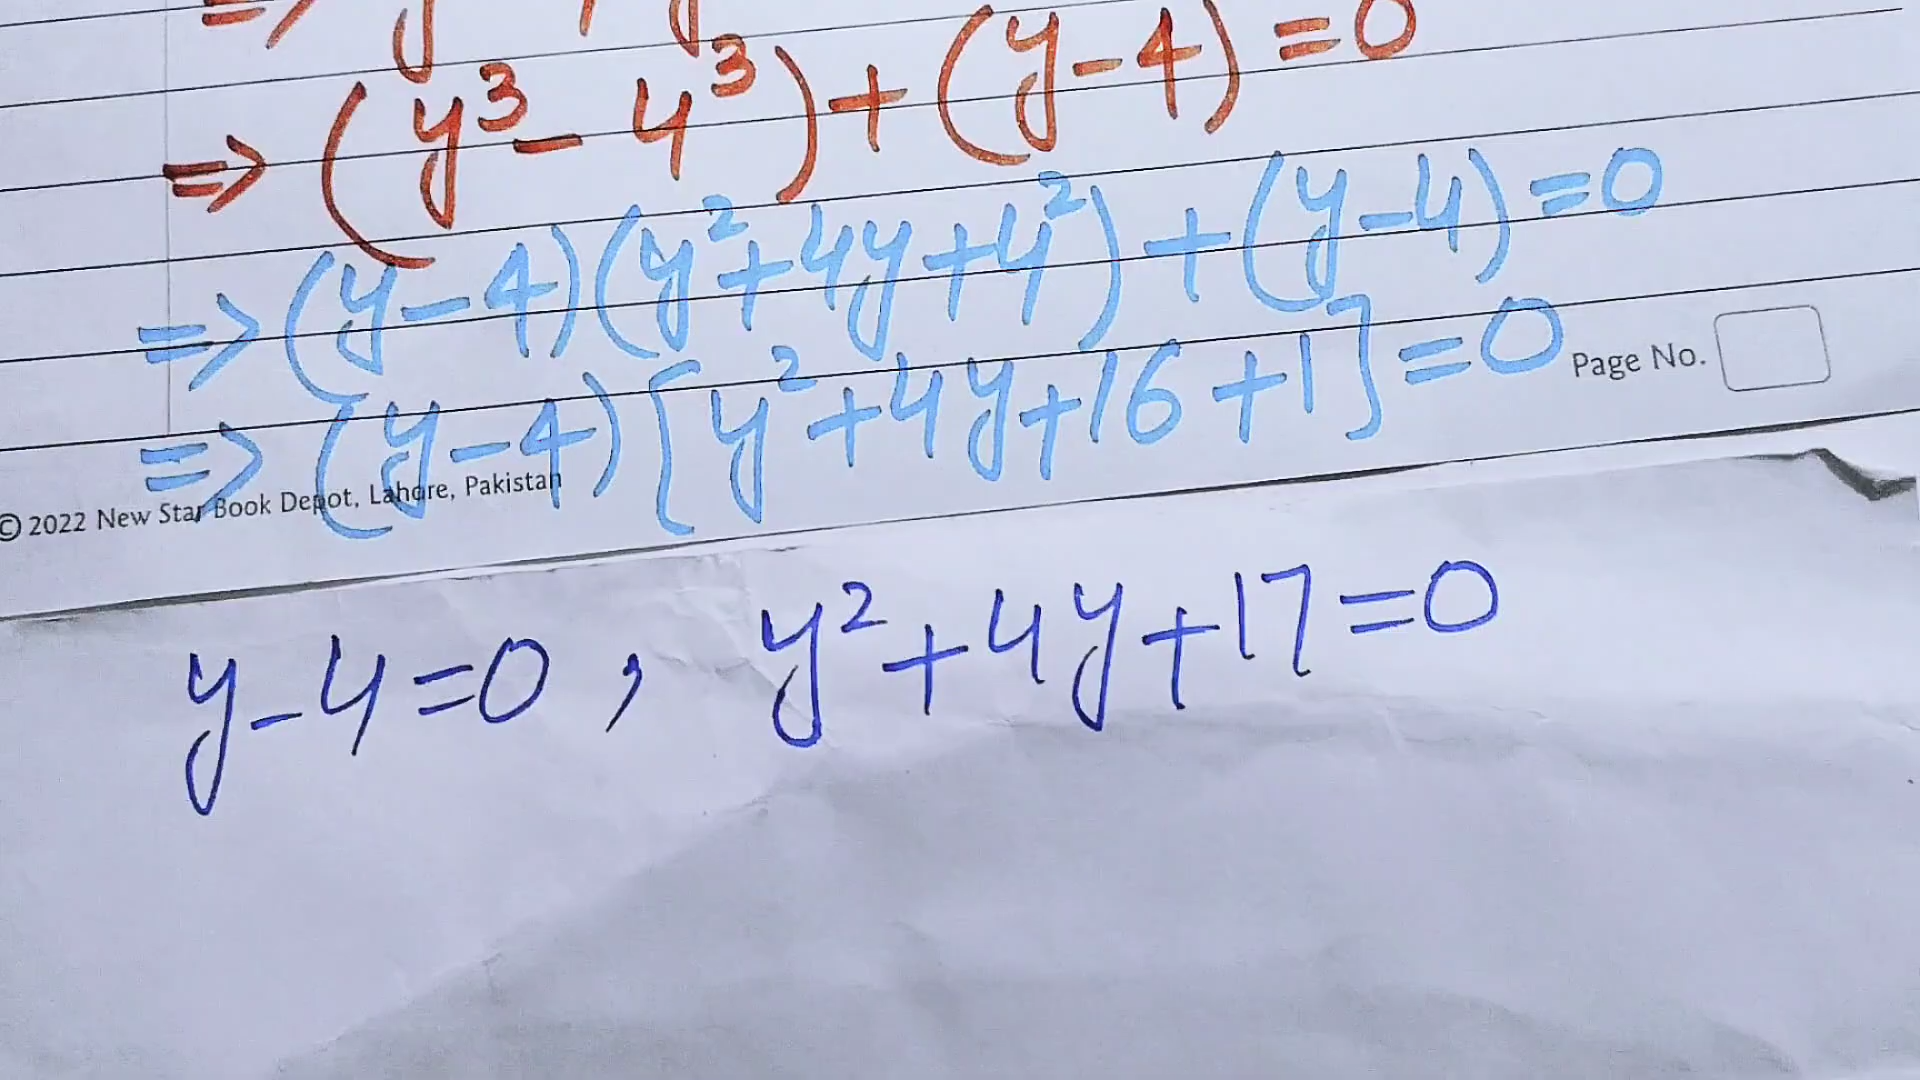 => (y³ - 4³) + (y-4) = 0
=> (y-4)(y²+4y+4²) + (y-4) = 0
=> (y-4)[y²+4y+16+1] = 0
Page No.
© 2022 New Star Book Depot, Lahore, Pakistan
y-4=0 , y²+4y+17=0